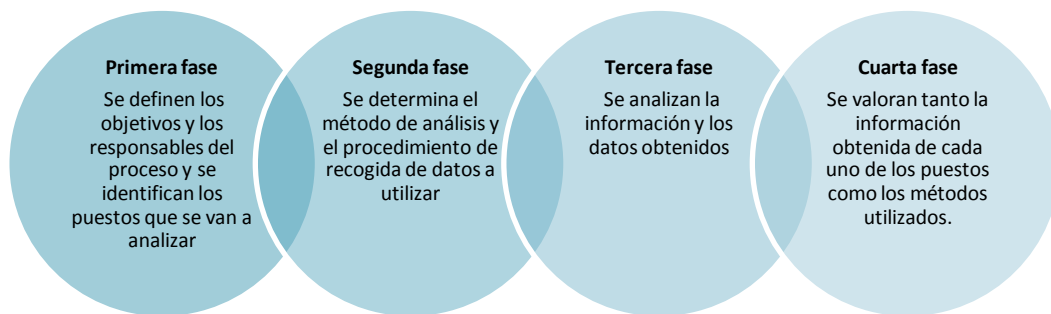 Primera fase
Se definen los
objetivos y los
responsables del
proceso y se
identifican los
puestos que se van a
analizar
Segunda fase
Se determina el
método de análisis y
el procedimiento de
recogida de datos a
utilizar
Tercera fase
Se analizan la
información y los
datos obtenidos
Cuarta fase
Se valoran tanto la
información
obtenida de cada
uno de los puestos
como los métodos
utilizados.